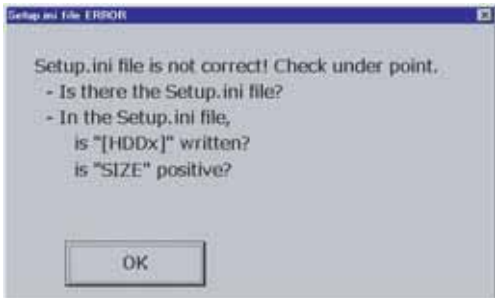 Setup.ini file ERROR
Setup.ini file is not correct! Check under point.
- Is there the Setup.ini file?
- In the Setup.ini file,
is "[HDDx]" written?
is "SIZE" positive?
OK